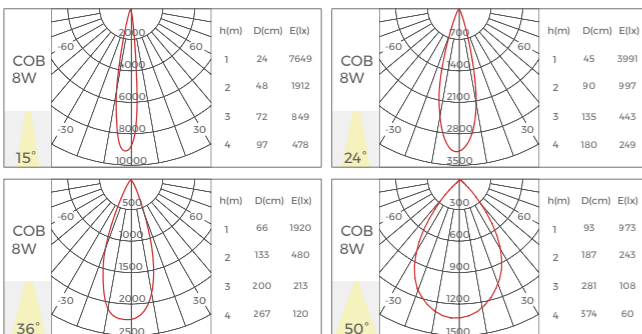 COB
8W
15°
-60
60
-30
30
2000
4000
6000
8000
10000
h(m) D(cm) E(lx)
1 24 7649
2 48 1912
3 72 849
4 97 478
COB
8W
24°
-60
60
-30
30
700
1400
2100
2800
3500
h(m) D(cm) E(lx)
1 45 3991
2 90 997
3 135 443
4 180 249
COB
8W
36°
-60
60
-30
30
500
1000
1500
2000
2500
h(m) D(cm) E(lx)
1 66 1920
2 133 480
3 200 213
4 267 120
COB
8W
50°
-60
60
-30
30
300
600
900
1200
1500
h(m) D(cm) E(lx)
1 93 973
2 187 243
3 281 108
4 374 60